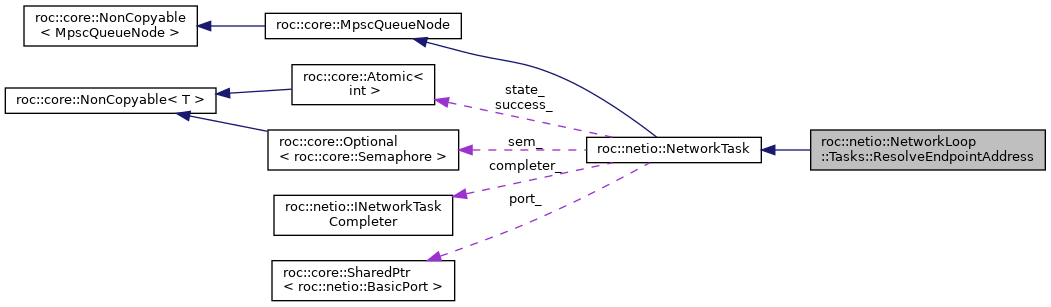 roc::core::NonCopyable
< MpscQueueNode >
roc::core::MpscQueueNode
roc::core::NonCopyable< T >
roc::core::Atomic<
int >
roc::core::Optional
< roc::core::Semaphore >
roc::netio::INetworkTask
Completer
roc::core::SharedPtr
< roc::netio::BasicPort >
state_
success_
sem_
completer_
port_
roc::netio::NetworkTask
roc::netio::NetworkLoop
::Tasks::ResolveEndpointAddress